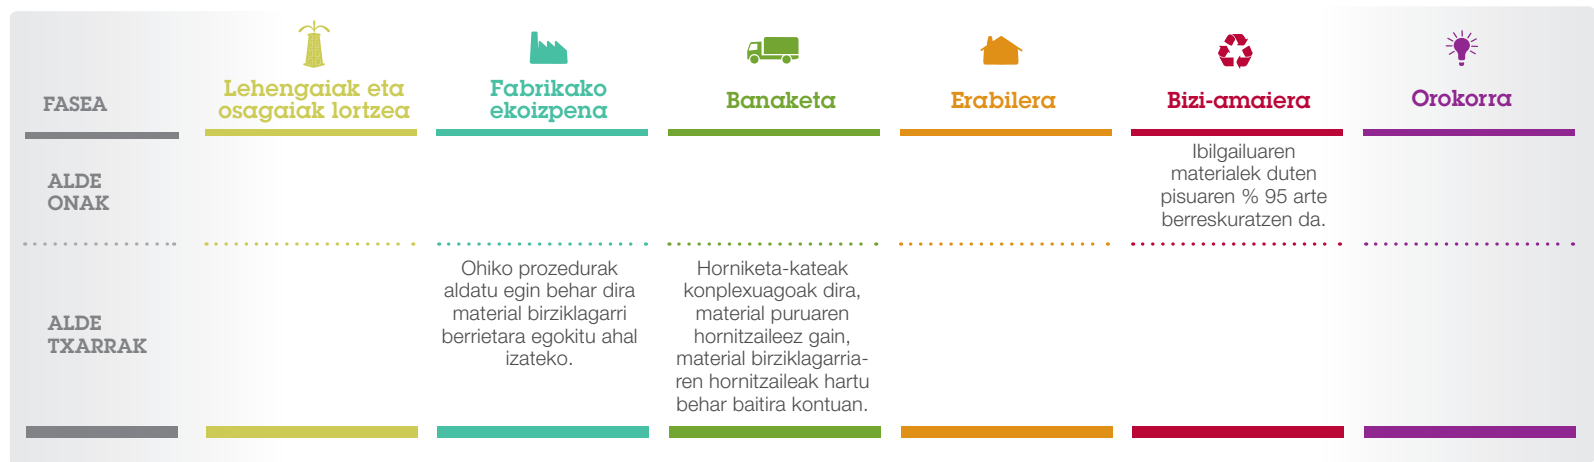 FASEA
Lehengaiak eta
osagaiak lortzea
Fabrikako
ekoizpena
Banaketa
Erabilera
Bizi-amaiera
Orokorra
ALDE
ONAK
Ibilgailuaren
materialek duten
pisuaren % 95 arte
berreskuratzen da.
ALDE
TXARRAK
Ohiko prozedurak
aldatu egin behar dira
material birziklagarri
berrietara egokitu ahal
izateko.
Horniketa-kateak
konplexuagoak dira,
material puruaren
hornitzaileez gain,
material birziklagarria-
ren hornitzaileak hartu
behar baitira kontuan.